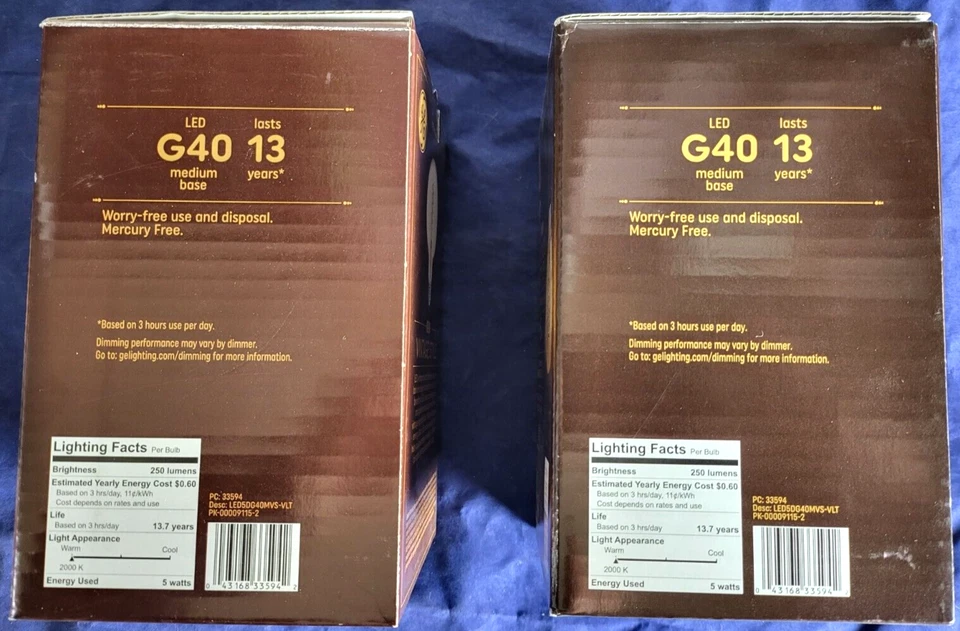 LED
G40
medium
base
lasts
13
years*
Worry-free use and disposal.
Mercury Free.
*Based on 3 hours use per day.
Dimming performance may vary by dimmer.
Go to: gelighting.com/dimming for more information.
Lighting Facts Per Bulb
Brightness 250 lumens
Estimated Yearly Energy Cost $0.60
Based on 3 hrs/day, 11¢/kWh
Cost depends on rates and use
Life
Based on 3 hrs/day 13.7 years
Light Appearance
Warm Cool
2000 K
Energy Used 5 watts
PC: 33594
Desc: LED5DG40MVS-VLT
PK-00009115-2
0 43168 33594 2
LED
G40
medium
base
lasts
13
years*
Worry-free use and disposal.
Mercury Free.
*Based on 3 hours use per day.
Dimming performance may vary by dimmer.
Go to: gelighting.com/dimming for more information.
Lighting Facts Per Bulb
Brightness 250 lumens
Estimated Yearly Energy Cost $0.60
Based on 3 hrs/day, 11¢/kWh
Cost depends on rates and use
Life
Based on 3 hrs/day 13.7 years
Light Appearance
Warm Cool
2000 K
Energy Used 5 watts
PC: 33594
Desc: LED5DG40MVS-VLT
PK-00009115-2
0 43168 33594 2